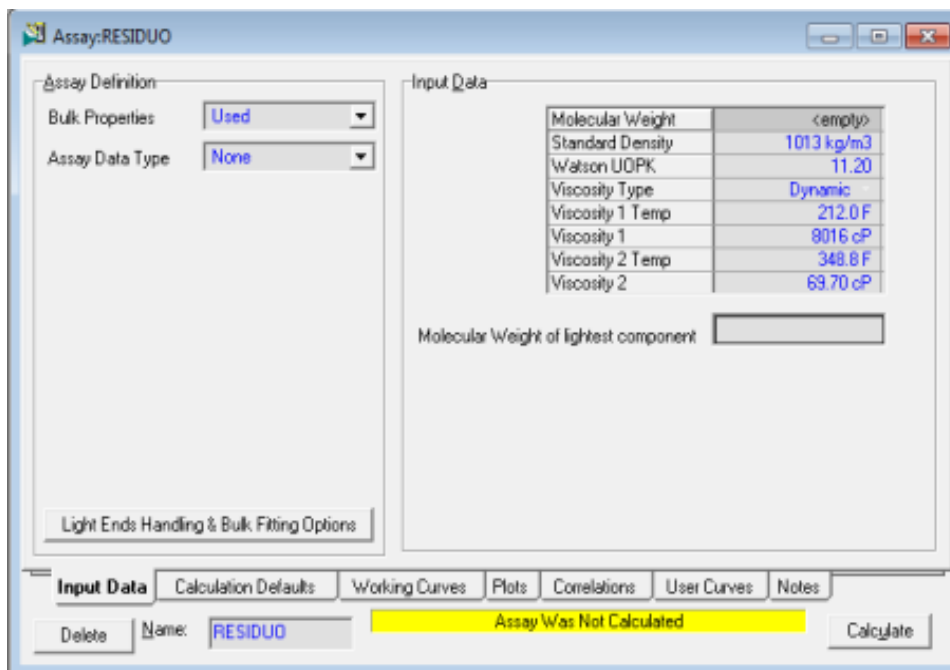 Assay:RESIDUO
Assay Definition
Bulk Properties Used
Assay Data Type None
Light Ends Handling & Bulk Fitting Options
Input Data
Molecular Weight <empty>
Standard Density 1013 kg/m3
Watson UOPK 11.20
Viscosity Type Dynamic
Viscosity 1 Temp 212.0 F
Viscosity 1 8016 cP
Viscosity 2 Temp 348.8 F
Viscosity 2 69.70 cP
Molecular Weight of lightest component
Input Data Calculation Defaults Working Curves Plots Correlations User Curves Notes
Delete Name: RESIDUO Assay Was Not Calculated Calculate